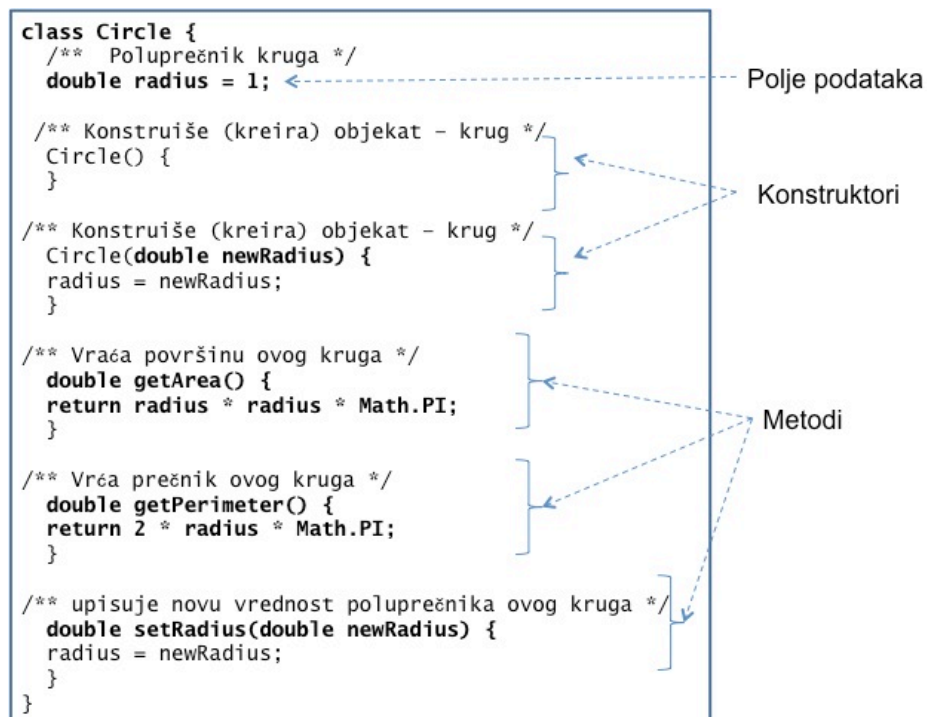 class Circle {
/** Poluprečnik kruga */
double radius = 1;
Polje podataka
/** Konstruiše (kreira) objekat – krug */
Circle() {
}
Konstruktori
/** Konstruiše (kreira) objekat – krug */
Circle(double newRadius) {
radius = newRadius;
}
/** Vraća površinu ovog kruga */
double getArea() {
return radius * radius * Math.PI;
}
Metodi
/** Vrća prečnik ovog kruga */
double getPerimeter() {
return 2 * radius * Math.PI;
}
/** upisuje novu vrednost poluprečnika ovog kruga */
double setRadius(double newRadius) {
radius = newRadius;
}
}